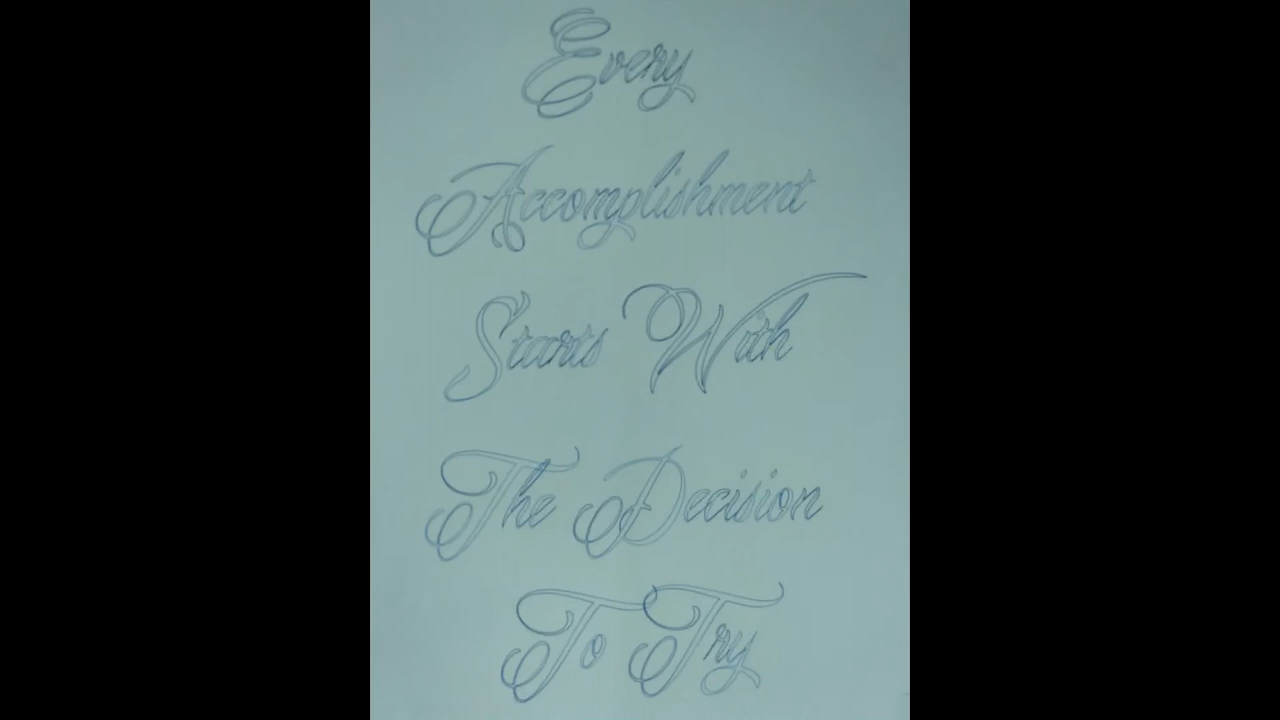 Every
Accomplishment
Starts With
The Decision
To Try